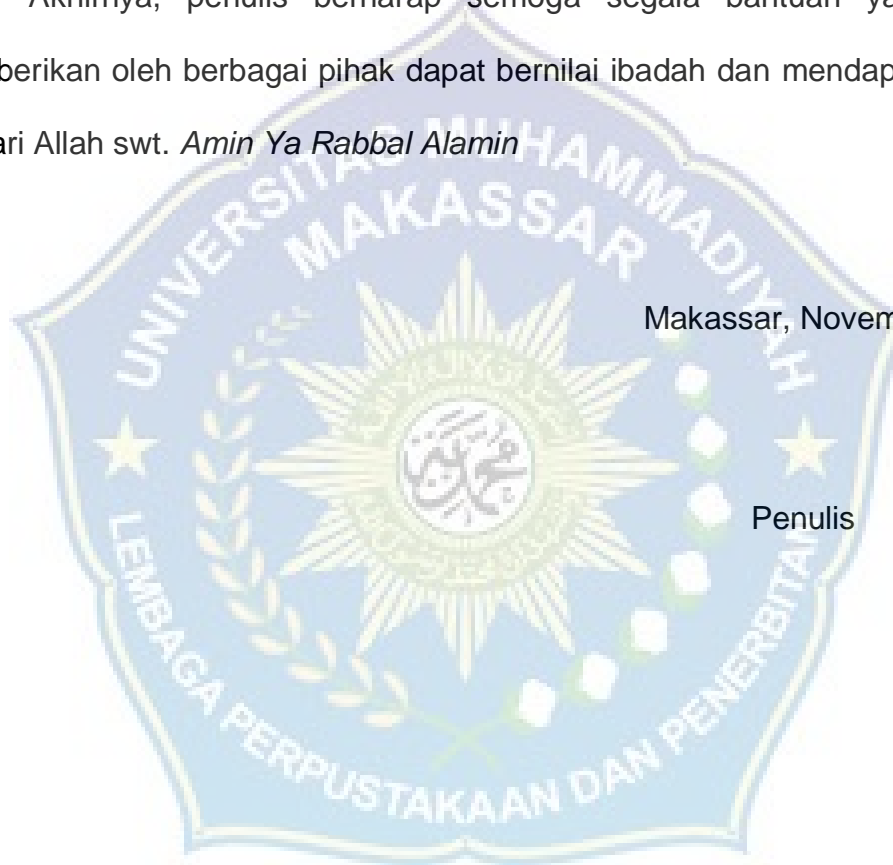 Akhirnya, penulis berharap semoga segala bantuan ya
berikan oleh berbagai pihak dapat bernilai ibadah dan mendap
ari Allah swt. Amin Ya Rabbal Alamin
UNIVERSITAS MUHAMMADIYAH
MAKASSAR
Makassar, Novem
Penulis
LEMBAGA PERPUSTAKAAN DAN PENERBITAN